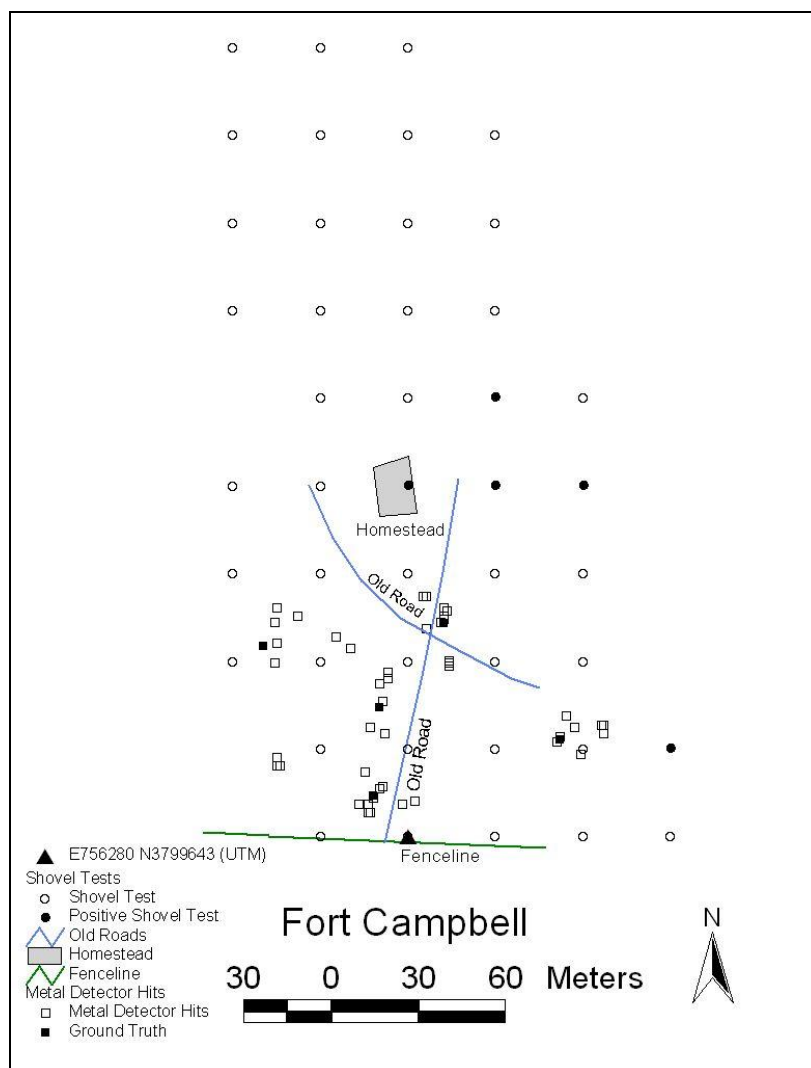 Homestead
Old Road
Old Road
Fenceline
E756280 N3799643 (UTM)
Shovel Tests
Shovel Test
Positive Shovel Test
Old Roads
Homestead
Fenceline
Metal Detector Hits
Metal Detector Hits
Ground Truth
Fort Campbell
30 0 30 60 Meters
N